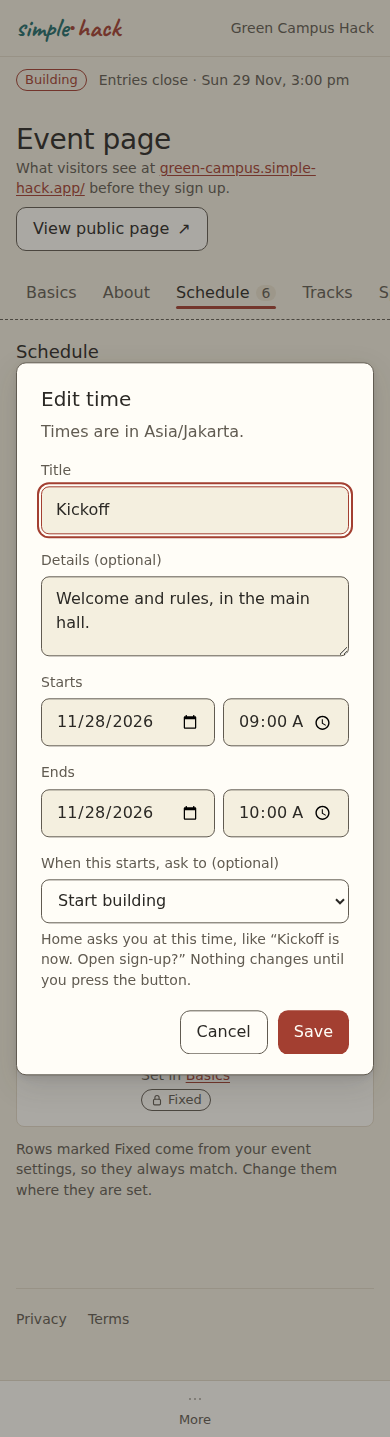 simple hack
Green Campus Hack
Building
Entries close · Sun 29 Nov, 3:00 pm
Event page
What visitors see at green-campus.simple-
hack.app/ before they sign up.
View public page ↗
Basics
About
Schedule 6
Tracks
S
Schedule
Edit time
Times are in Asia/Jakarta.
Title
Kickoff
Details (optional)
Welcome and rules, in the main
hall.
Starts
11/28/2026
09:00 A
Ends
11/28/2026
10:00 A
When this starts, ask to (optional)
Start building
Home asks you at this time, like “Kickoff is
now. Open sign-up?” Nothing changes until
you press the button.
Cancel
Save
Set in Basics
Fixed
Rows marked Fixed come from your event
settings, so they always match. Change them
where they are set.
Privacy
Terms
...
More